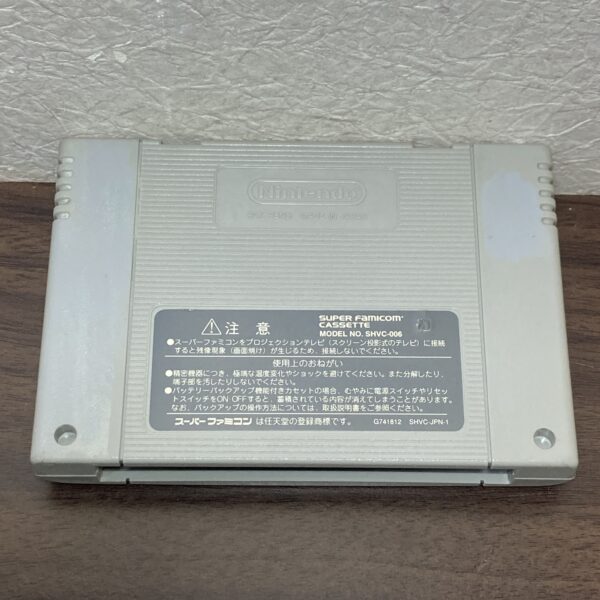 Nintendo
注意
SUPER FAMICOM
CASSETTE
MODEL NO. SHVC-006
●スーパーファミコンをプロジェクションテレビ（スクリーン投影式のテレビ）に接続
すると残像現象（画面焼け）が生じるため、接続しないでください。
使用上のおねがい
●精密機器につき、極端な温度変化やショックを避けてください。また分解したり、
端子部を汚したりしないでください。
●バッテリーバックアップ機能付きカセットの場合、むやみに電源スイッチやリセッ
トスイッチをON OFFすると、蓄積されている内容が消えてしまうことがあります。
なお、バックアップの操作方法については、取扱説明書をご参照ください。
スーパーファミコン は任天堂の登録商標です。
G741812 SHVC-JPN-1